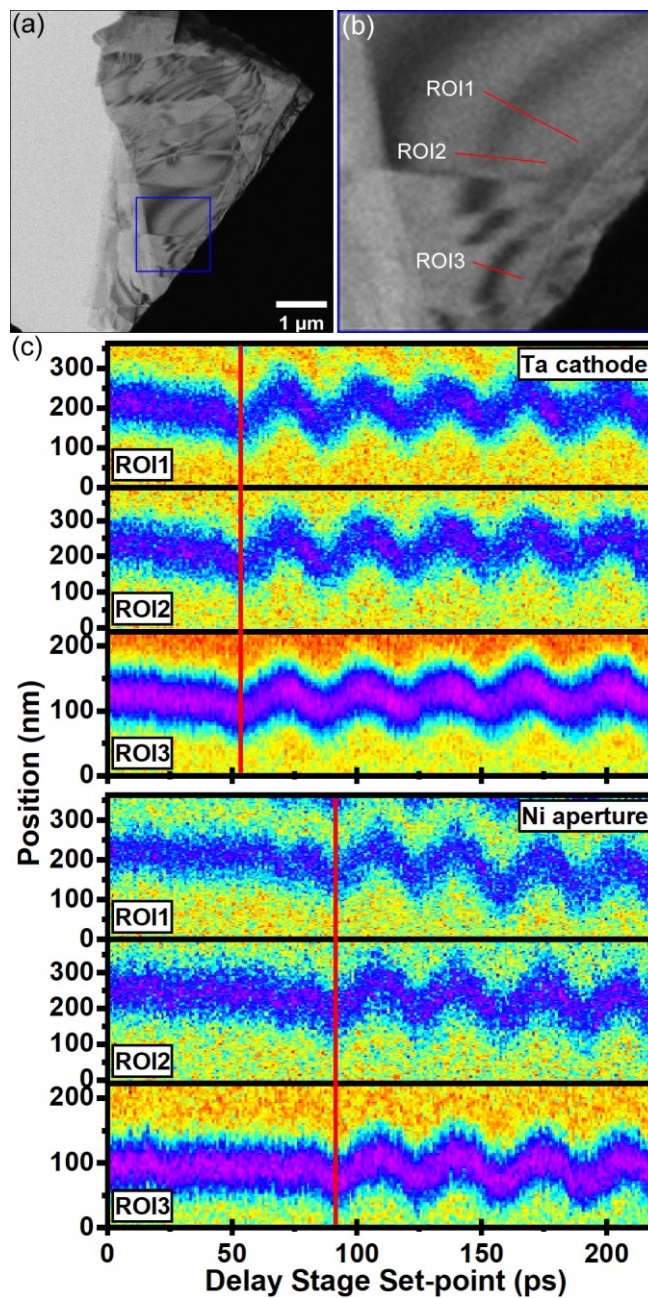 (a)
(b)
1 µm
ROI1
ROI2
ROI3
(c)
Position (nm)
Ta cathode
300
200
100
0
ROI1
300
200
100
0
ROI2
200
100
0
ROI3
Ni aperture
300
200
100
0
ROI1
300
200
100
0
ROI2
200
100
0
ROI3
0
50
100
150
200
Delay Stage Set-point (ps)